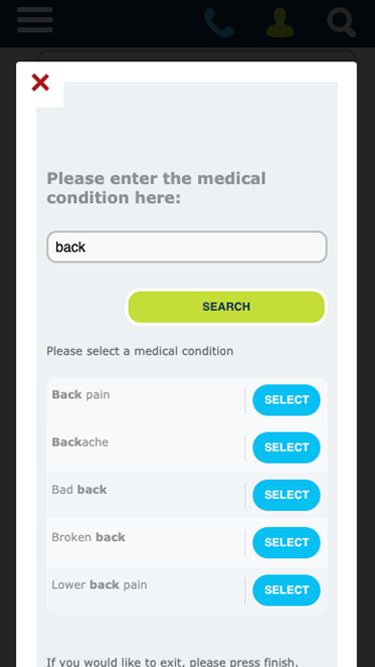 Please enter the medical
condition here:
back
SEARCH
Please select a medical condition
Back pain
SELECT
Backache
SELECT
Bad back
SELECT
Broken back
SELECT
Lower back pain
SELECT
If you would like to exit, please press finish.